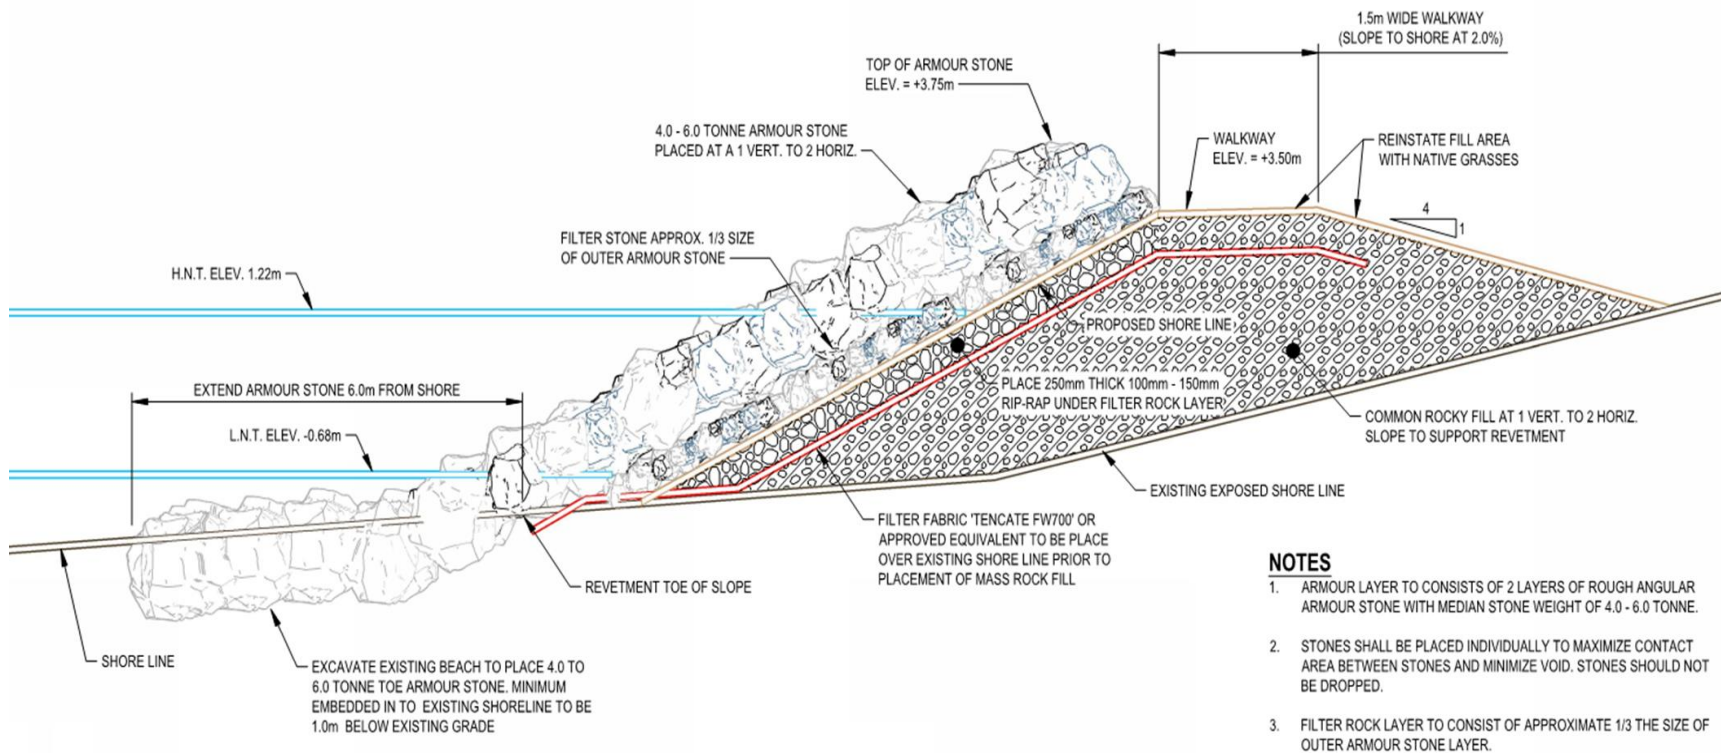 1.5m WIDE WALKWAY
(SLOPE TO SHORE AT 2.0%)
TOP OF ARMOUR STONE
ELEV. = +3.75m
4.0 - 6.0 TONNE ARMOUR STONE
PLACED AT A 1 VERT. TO 2 HORIZ.
WALKWAY
ELEV. = +3.50m
REINSTATE FILL AREA
WITH NATIVE GRASSES
4
1
FILTER STONE APPROX. 1/3 SIZE
OF OUTER ARMOUR STONE
H.N.T. ELEV. 1.22m
PROPOSED SHORE LINE
EXTEND ARMOUR STONE 6.0m FROM SHORE
PLACE 250mm THICK 100mm - 150mm
RIP-RAP UNDER FILTER ROCK LAYER
L.N.T. ELEV. -0.68m
COMMON ROCKY FILL AT 1 VERT. TO 2 HORIZ.
SLOPE TO SUPPORT REVETMENT
EXISTING EXPOSED SHORE LINE
FILTER FABRIC 'TENCATE FW700' OR
APPROVED EQUIVALENT TO BE PLACE
OVER EXISTING SHORE LINE PRIOR TO
PLACEMENT OF MASS ROCK FILL
REVETMENT TOE OF SLOPE
SHORE LINE
EXCAVATE EXISTING BEACH TO PLACE 4.0 TO
6.0 TONNE TOE ARMOUR STONE. MINIMUM
EMBEDDED IN TO EXISTING SHORELINE TO BE
1.0m BELOW EXISTING GRADE
NOTES
1. ARMOUR LAYER TO CONSISTS OF 2 LAYERS OF ROUGH ANGULAR
ARMOUR STONE WITH MEDIAN STONE WEIGHT OF 4.0 - 6.0 TONNE.
2. STONES SHALL BE PLACED INDIVIDUALLY TO MAXIMIZE CONTACT
AREA BETWEEN STONES AND MINIMIZE VOID. STONES SHOULD NOT
BE DROPPED.
3. FILTER ROCK LAYER TO CONSIST OF APPROXIMATE 1/3 THE SIZE OF
OUTER ARMOUR STONE LAYER.